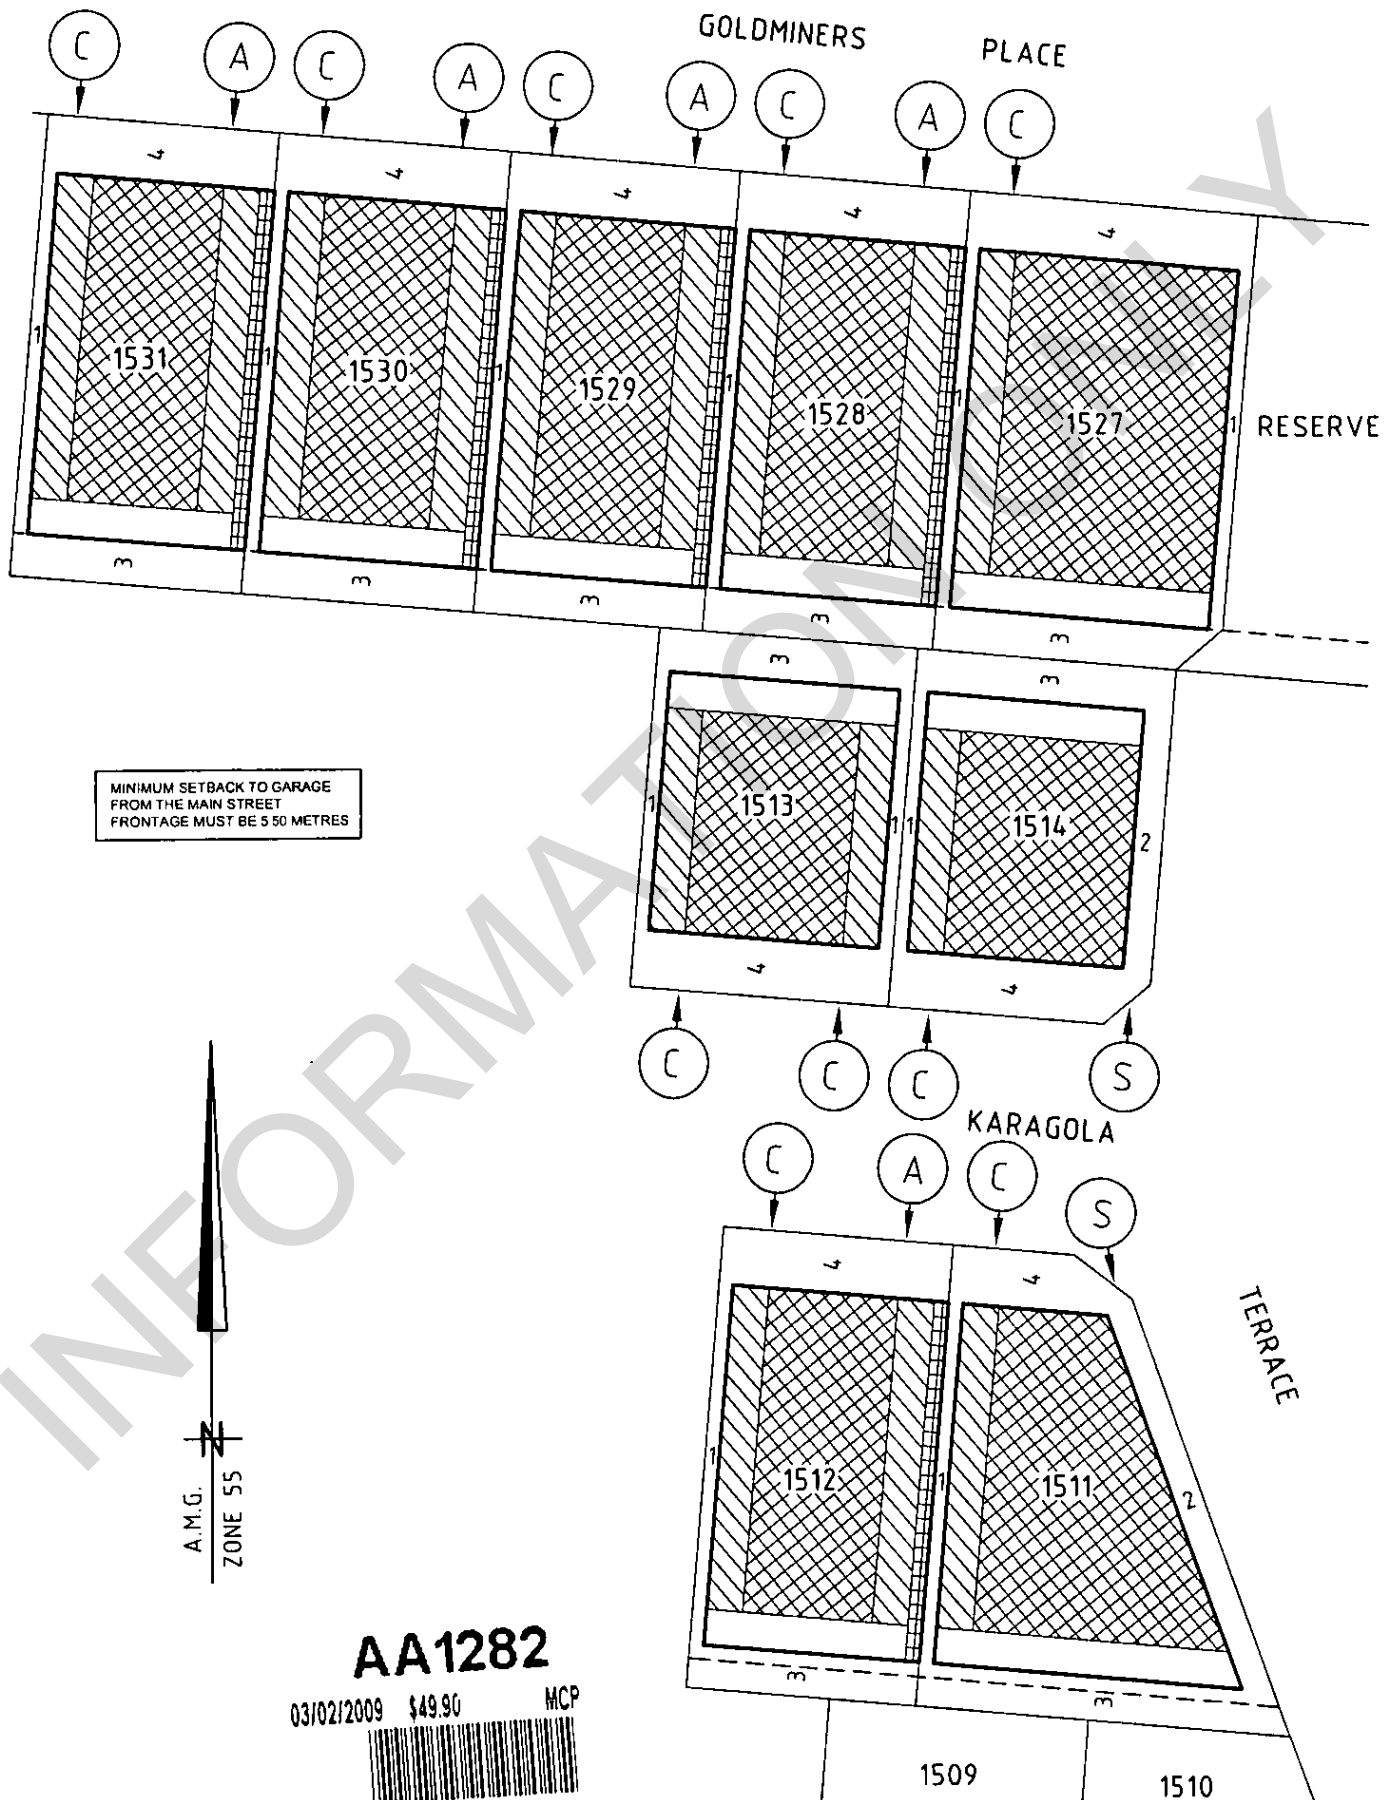 GOLDMINERS PLACE
C A C A C A C A C
4 4 4 4 4
1 1531 1 1530 1 1529 1 1528 1 1527 1 RESERVE
3 3 3 3 3
3 3
MINIMUM SETBACK TO GARAGE
FROM THE MAIN STREET
FRONTAGE MUST BE 5 50 METRES
1 1513 1 1 1514 2
4 4
C C C S
KARAGOLA
C A C S
4 4
TERRACE
1 1512 1 1511 2
3 3
N
A.M.G.
ZONE 55
AA1282
03/02/2009 $49.90 MCP
1509 1510
INFORMATION ONLY